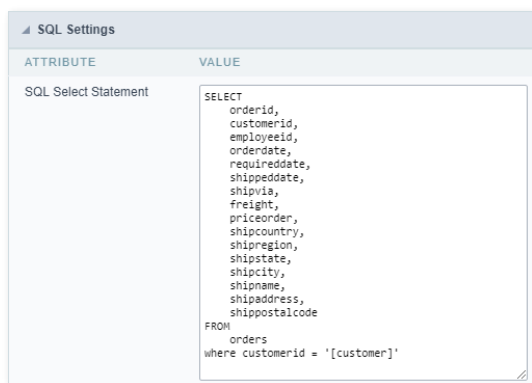 SQL Settings
ATTRIBUTE VALUE
SQL Select Statement
SELECT
orderid,
customerid,
employeeid,
orderdate,
requireddate,
shippeddate,
shipvia,
freight,
priceorder,
shipcountry,
shipregion,
shipstate,
shipcity,
shipname,
shipaddress,
shippostalcode
FROM
orders
where customerid = '[customer]'